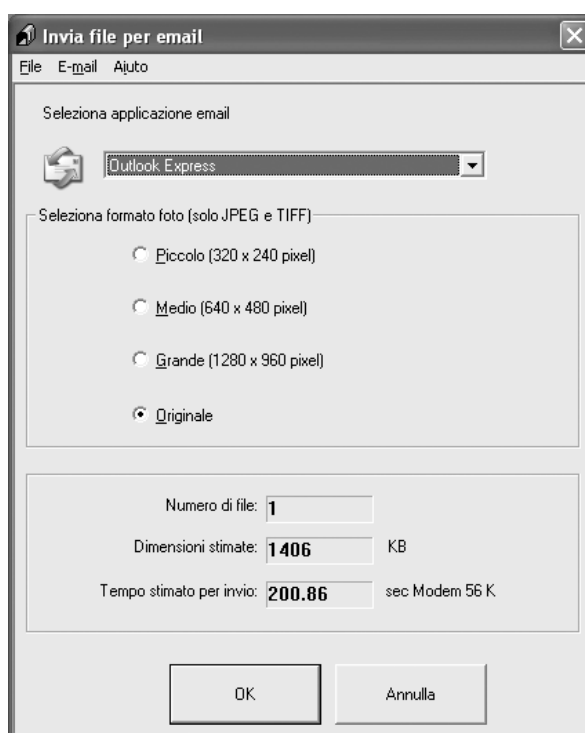 Invia file per email
File E-mail Aiuto
Seleziona applicazione email
Outlook Express
Seleziona formato foto (solo JPEG e TIFF)
Piccolo (320 x 240 pixel)
Medio (640 x 480 pixel)
Grande (1280 x 960 pixel)
Originale
Numero di file: 1
Dimensioni stimate: 1406 KB
Tempo stimato per invio: 200.86 sec Modem 56 K
OK Annulla